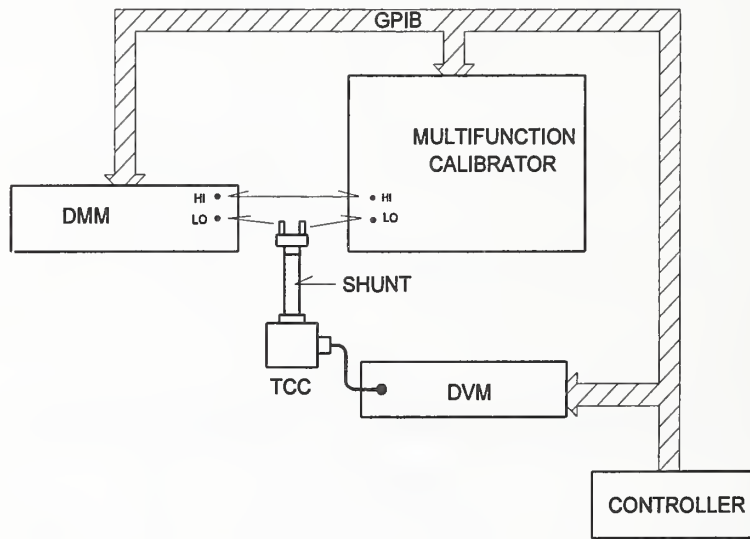 GPIB
MULTIFUNCTION
CALIBRATOR
HI
LO
DMM
HI
LO
SHUNT
TCC
DVM
CONTROLLER